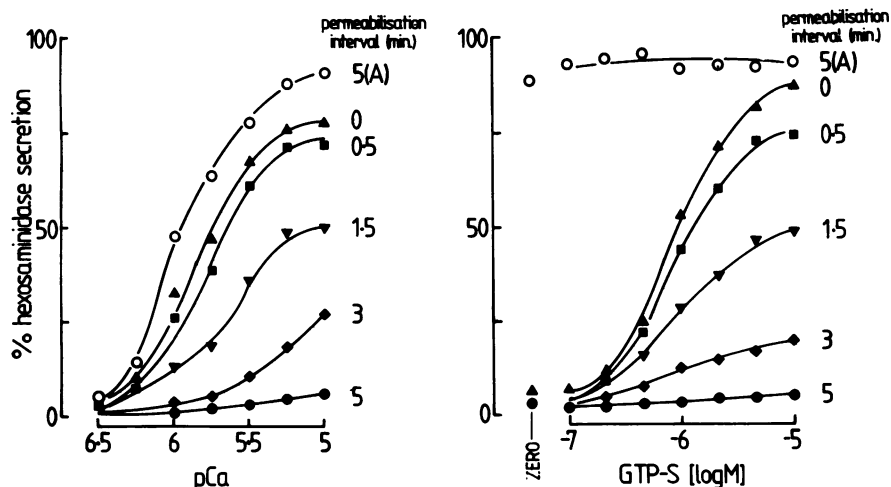 permeabilisation
interval (min.)
100
50
0
% hexosaminidase secretion
5(A)
0
0·5
1·5
3
5
6·5
6
5·5
5
pCa
permeabilisation
interval (min.)
100
50
0
5(A)
0
0·5
1·5
3
5
ZERO
-7
-6
-5
GTP-S [logM]